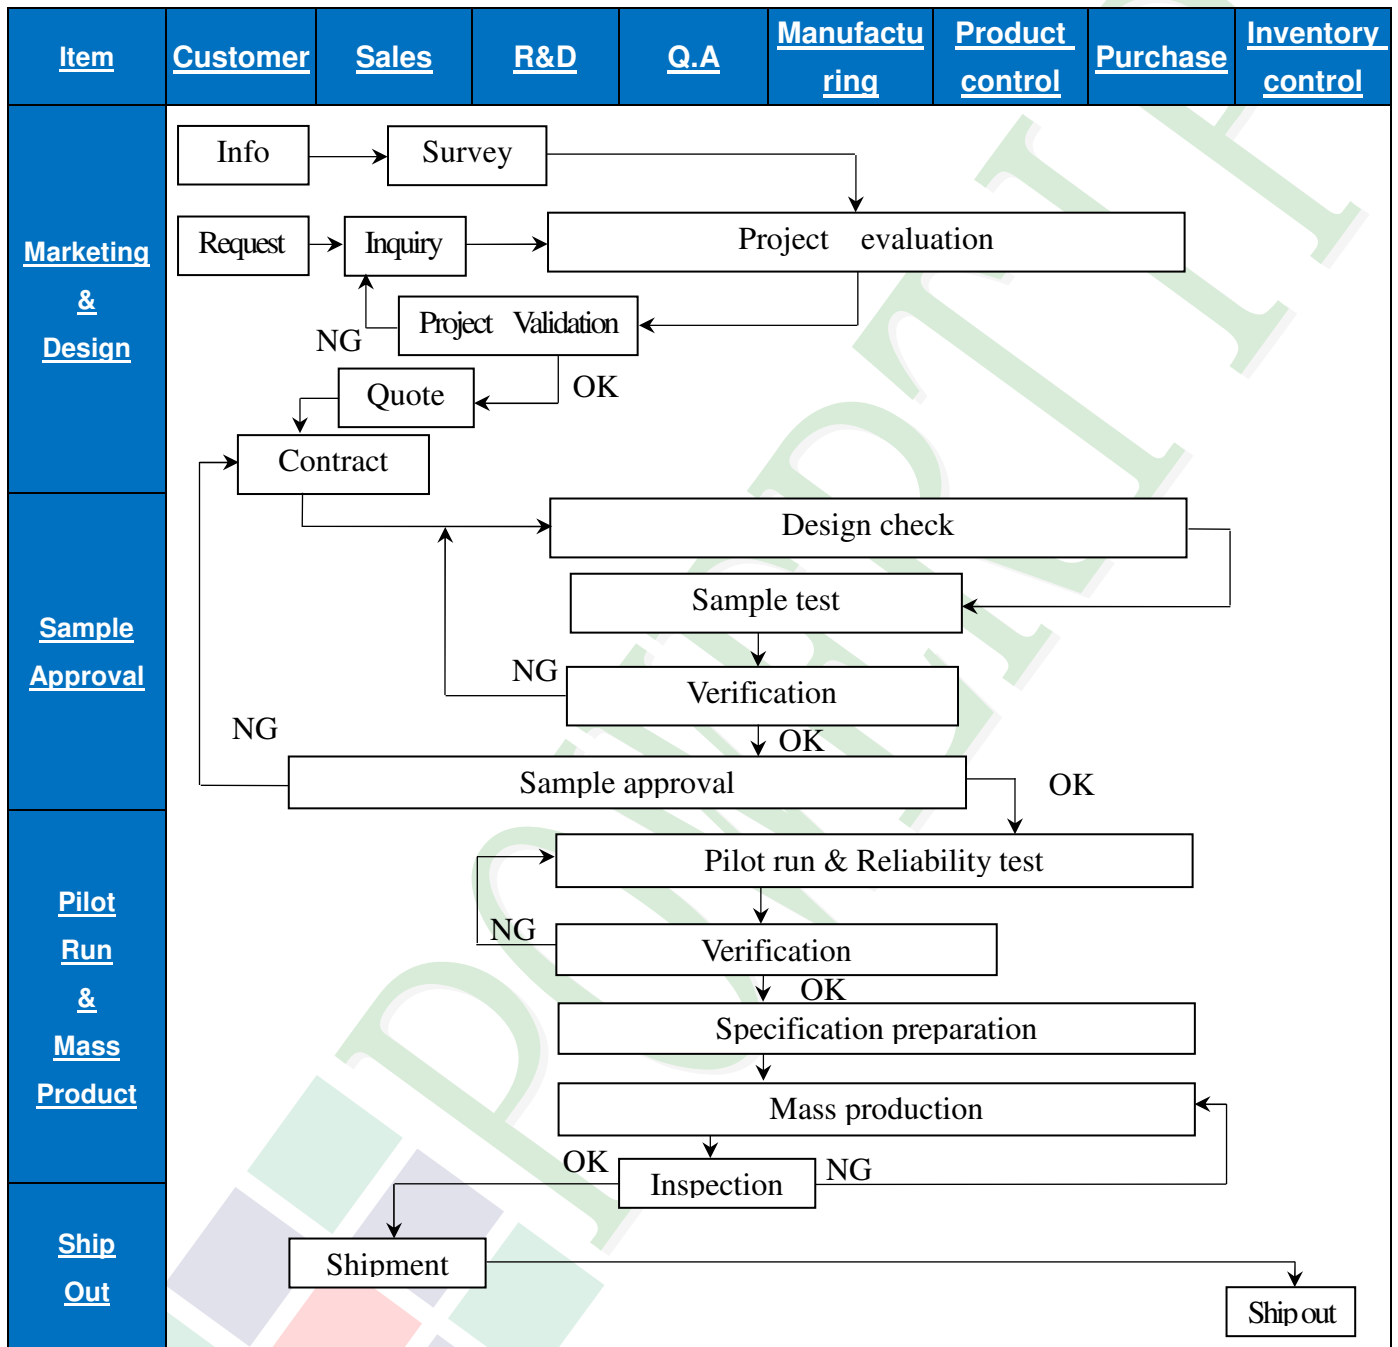 Item
Customer
Sales
R&D
Q.A
Manufactu
ring
Product
control
Purchase
Inventory
control
Marketing
&
Design
Info
Survey
Request
Inquiry
Project evaluation
NG
Project Validation
OK
Quote
Contract
Sample
Approval
Design check
Sample test
NG
Verification
NG
OK
Sample approval
OK
Pilot
Run
&
Mass
Product
Pilot run & Reliability test
NG
Verification
OK
Specification preparation
Mass production
OK
Inspection
NG
Ship
Out
Shipment
Ship out